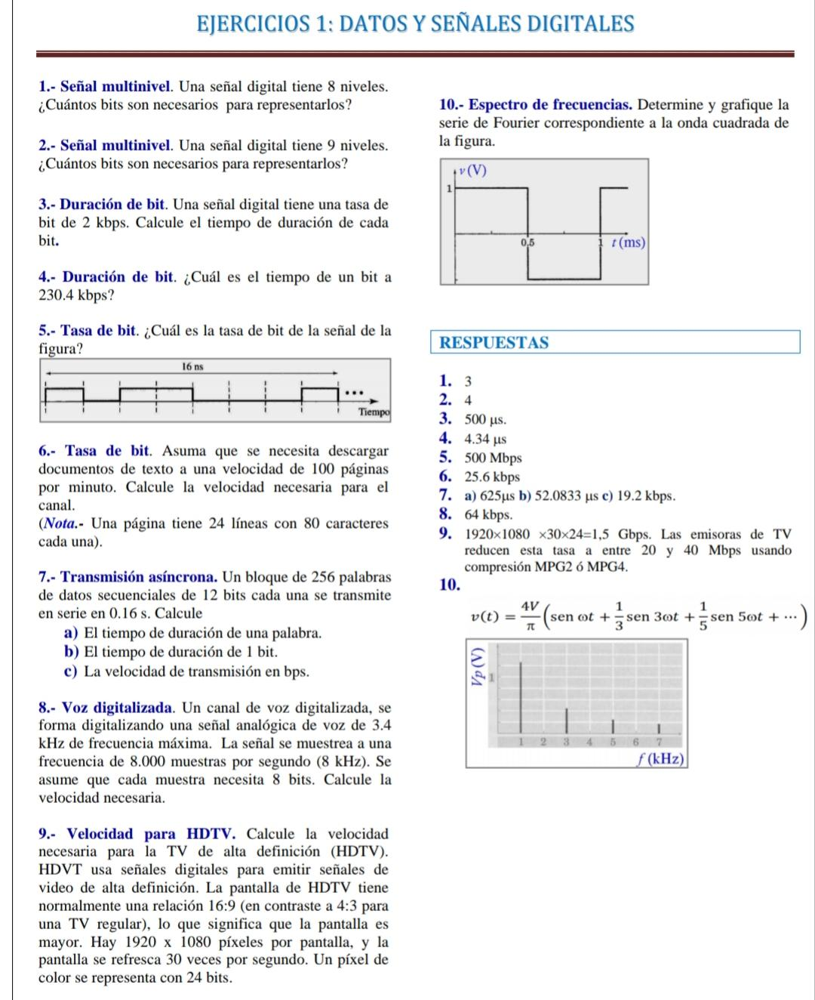 EJERCICIOS 1: DATOS Y SEÑALES DIGITALES
1.- Señal multinivel. Una señal digital tiene 8 niveles.
¿Cuántos bits son necesarios para representarlos?
2.- Señal multinivel. Una señal digital tiene 9 niveles.
¿Cuántos bits son necesarios para representarlos?
3.- Duración de bit. Una señal digital tiene una tasa de
bit de 2 kbps. Calcule el tiempo de duración de cada
bit.
4.- Duración de bit. ¿Cuál es el tiempo de un bit a
230.4 kbps?
5.- Tasa de bit. ¿Cuál es la tasa de bit de la señal de la
figura?
16 ns
...
Tiempo
6.- Tasa de bit. Asuma que se necesita descargar
documentos de texto a una velocidad de 100 páginas
por minuto. Calcule la velocidad necesaria para el
canal.
(Nota.- Una página tiene 24 líneas con 80 caracteres
cada una).
7.- Transmisión asíncrona. Un bloque de 256 palabras
de datos secuenciales de 12 bits cada una se transmite
en serie en 0.16 s. Calcule
a) El tiempo de duración de una palabra.
b) El tiempo de duración de 1 bit.
c) La velocidad de transmisión en bps.
8.- Voz digitalizada. Un canal de voz digitalizada, se
forma digitalizando una señal analógica de voz de 3.4
kHz de frecuencia máxima. La señal se muestrea a una
frecuencia de 8.000 muestras por segundo (8 kHz). Se
asume que cada muestra necesita 8 bits. Calcule la
velocidad necesaria.
9.- Velocidad para HDTV. Calcule la velocidad
necesaria para la TV de alta definición (HDTV).
HDVT usa señales digitales para emitir señales de
video de alta definición. La pantalla de HDTV tiene
normalmente una relación 16:9 (en contraste a 4:3 para
una TV regular), lo que significa que la pantalla es
mayor. Hay 1920 x 1080 píxeles por pantalla, y la
pantalla se refresca 30 veces por segundo. Un píxel de
color se representa con 24 bits.
10.- Espectro de frecuencias. Determine y grafique la
serie de Fourier correspondiente a la onda cuadrada de
la figura.
v (V)
1
0,5 1 t (ms)
RESPUESTAS
1. 3
2. 4
3. 500 µs.
4. 4.34 µs
5. 500 Mbps
6. 25.6 kbps
7. a) 625µs b) 52.0833 µs c) 19.2 kbps.
8. 64 kbps.
9. 1920×1080 ×30×24=1,5 Gbps. Las emisoras de TV
reducen esta tasa a entre 20 y 40 Mbps usando
compresión MPG2 ó MPG4.
10.
v(t) = 4V/π (sen ωt + 1/3 sen 3ωt + 1/5 sen 5ωt + ⋯ )
Vp (V)
1
1 2 3 4 5 6 7
f (kHz)